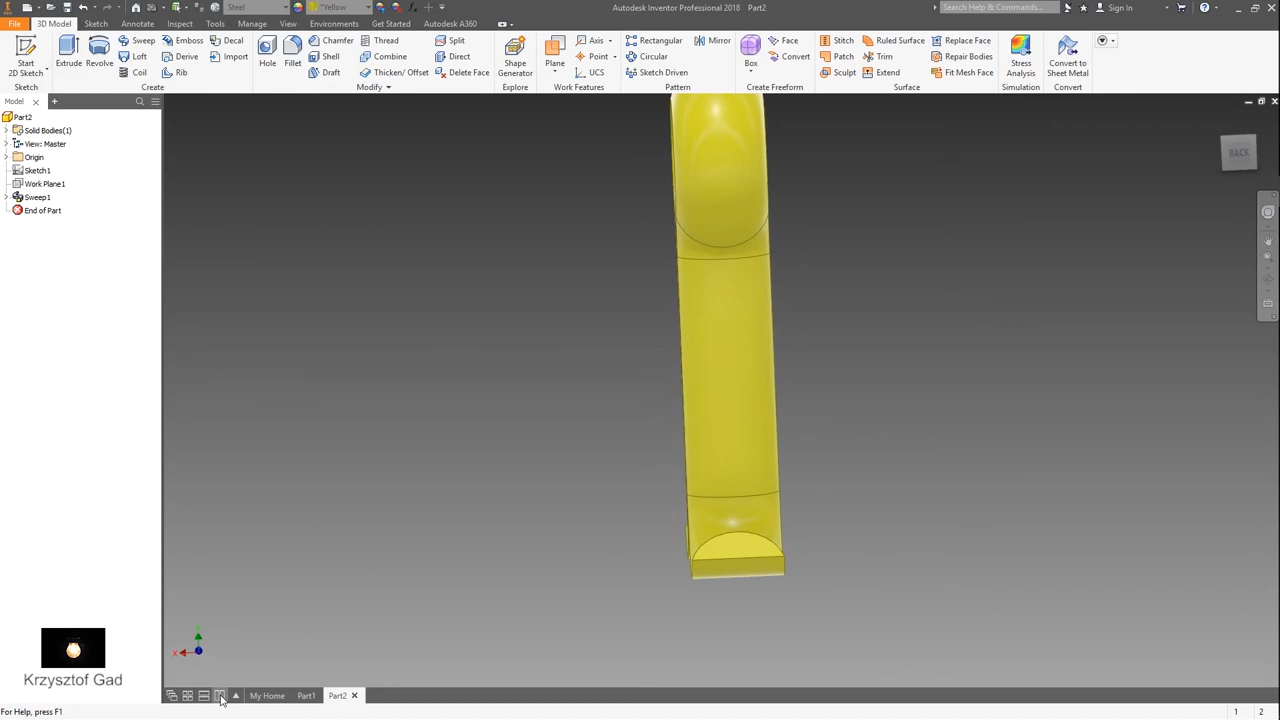 Steel
*Yellow
Autodesk Inventor Professional 2018 Part2
Search Help & Commands...
Sign In
File
3D Model
Sketch
Annotate
Inspect
Tools
Manage
View
Environments
Get Started
Autodesk A360
Start
2D Sketch
Extrude
Revolve
Sweep
Loft
Coil
Emboss
Derive
Rib
Decal
Import
Hole
Fillet
Chamfer
Shell
Draft
Thread
Combine
Thicken/ Offset
Split
Direct
Delete Face
Shape
Generator
Plane
Axis
Point
UCS
Rectangular
Circular
Sketch Driven
Mirror
Box
Face
Convert
Stitch
Patch
Sculpt
Ruled Surface
Trim
Extend
Replace Face
Repair Bodies
Fit Mesh Face
Stress
Analysis
Convert to
Sheet Metal
Sketch
Create
Modify
Explore
Work Features
Pattern
Create Freeform
Surface
Simulation
Convert
Model
Part2
Solid Bodies(1)
View: Master
Origin
Sketch1
Work Plane1
Sweep1
End of Part
BACK
X
Krzysztof Gad
My Home
Part1
Part2
For Help, press F1
1
2